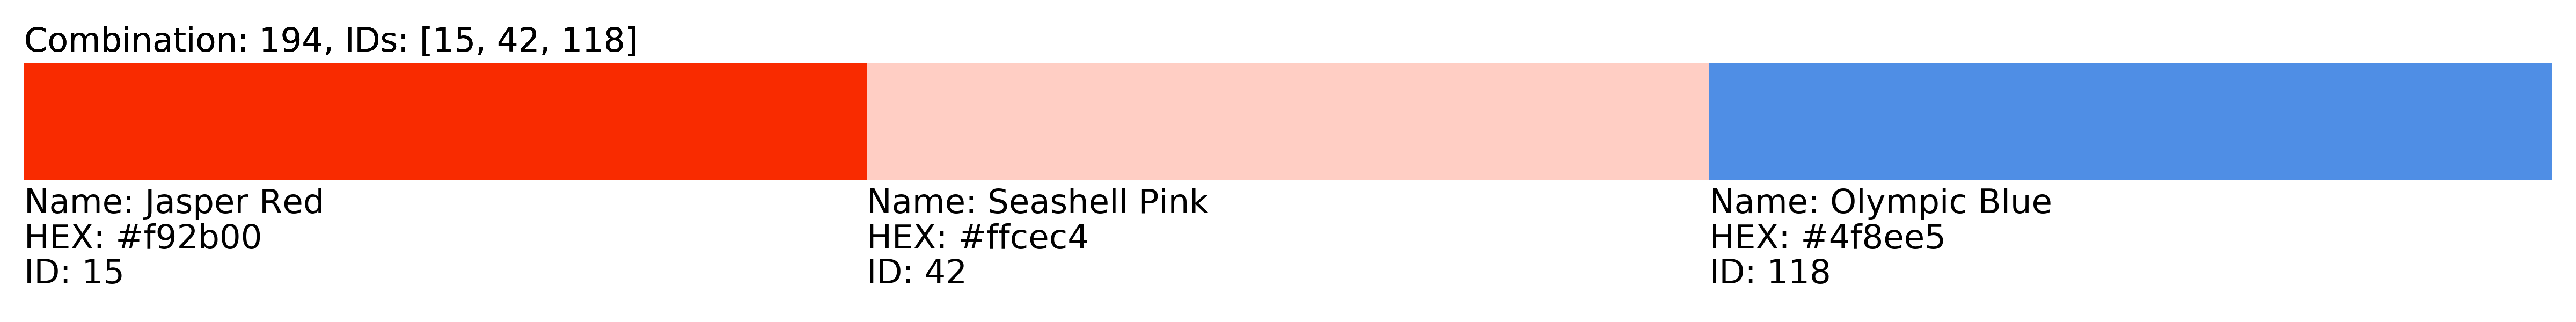 Combination: 194, IDs: [15, 42, 118]
Name: Jasper Red
HEX: #f92b00
ID: 15
Name: Seashell Pink
HEX: #ffcec4
ID: 42
Name: Olympic Blue
HEX: #4f8ee5
ID: 118